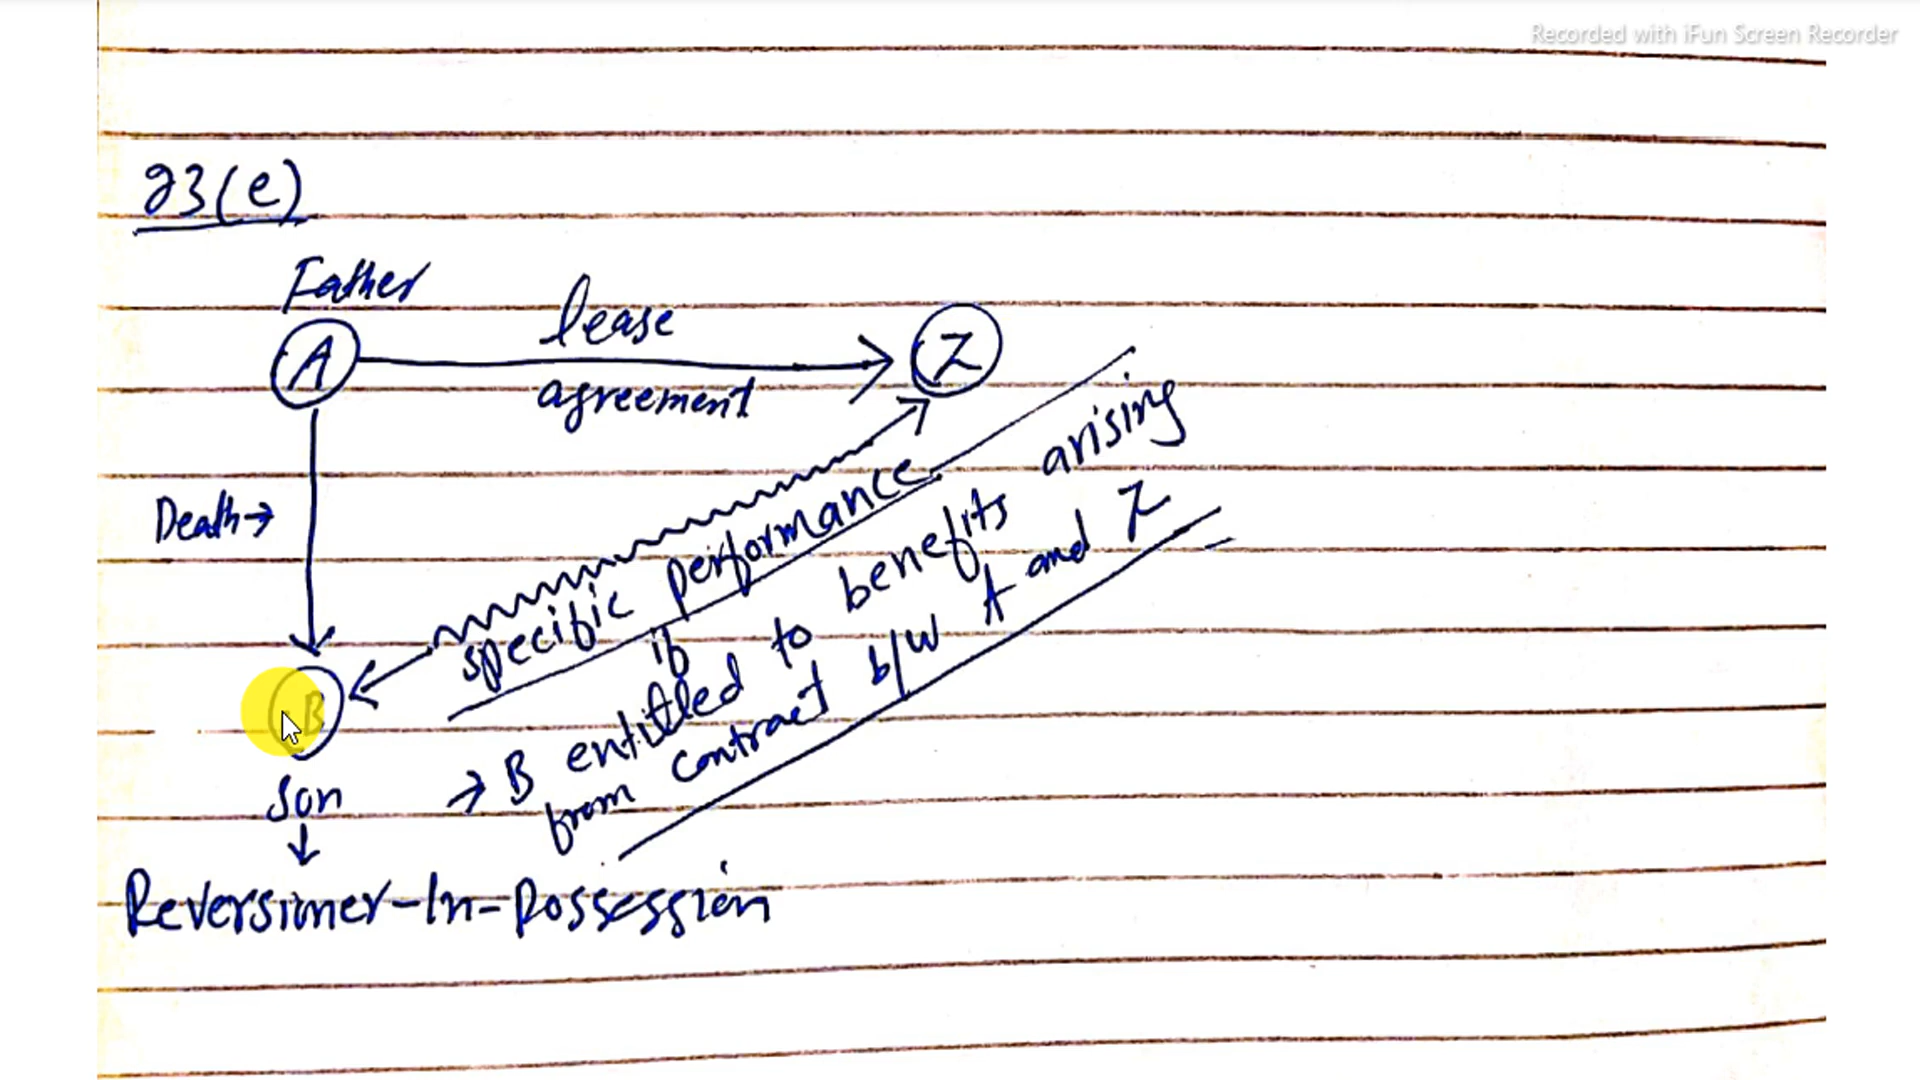 Recorded with iFun Screen Recorder
23(e)
Father
A
lease
agreement
Z
Death→
specific performance
if
→ B entitled to benefits arising
from contract b/w A and Z
B
Son
Reversioner-In-Possession